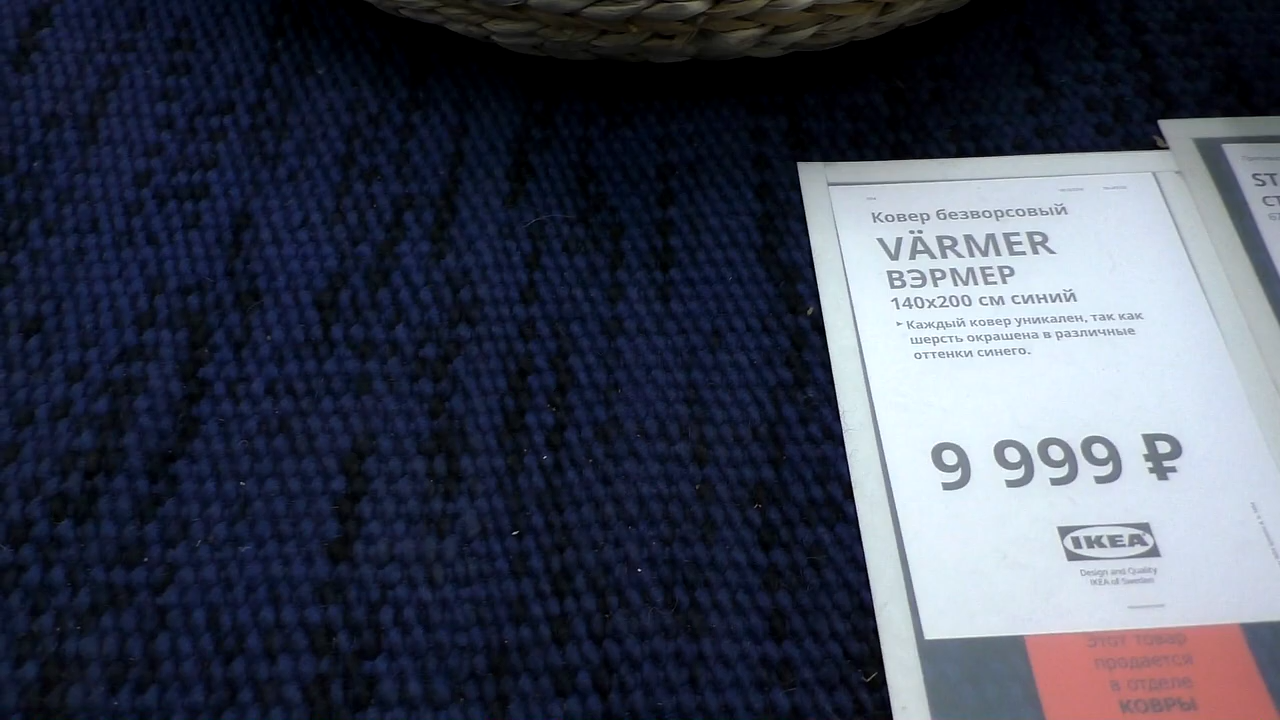 Ковер безворсовый
VÄRMER
ВЭРМЕР
140x200 см синий
➤ Каждый ковер уникален, так как
шерсть окрашена в различные
оттенки синего.
9 999 ₽
IKEA
Design and Quality
IKEA of Sweden
Этот товар
продается
в отделе
КОВРЫ
ST
СТ